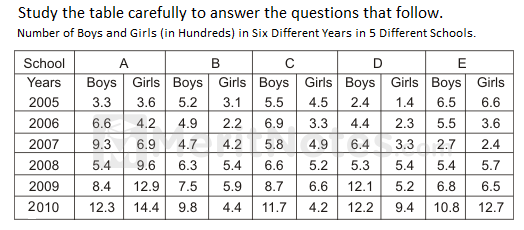 Study the table carefully to answer the questions that follow.
Number of Boys and Girls (in Hundreds) in Six Different Years in 5 Different Schools.
School A B C D E
Years Boys Girls Boys Girls Boys Girls Boys Girls Boys Girls
2005 3.3 3.6 5.2 3.1 5.5 4.5 2.4 1.4 6.5 6.6
2006 6.6 4.2 4.9 2.2 6.9 3.3 4.4 2.3 5.5 3.6
2007 9.3 6.9 4.7 4.2 5.8 4.9 6.4 3.3 2.7 2.4
2008 5.4 9.6 6.3 5.4 6.6 5.2 5.3 5.4 5.4 5.7
2009 8.4 12.9 7.5 5.9 8.7 6.6 12.1 5.2 6.8 6.5
2010 12.3 14.4 9.8 4.4 11.7 4.2 12.2 9.4 10.8 12.7